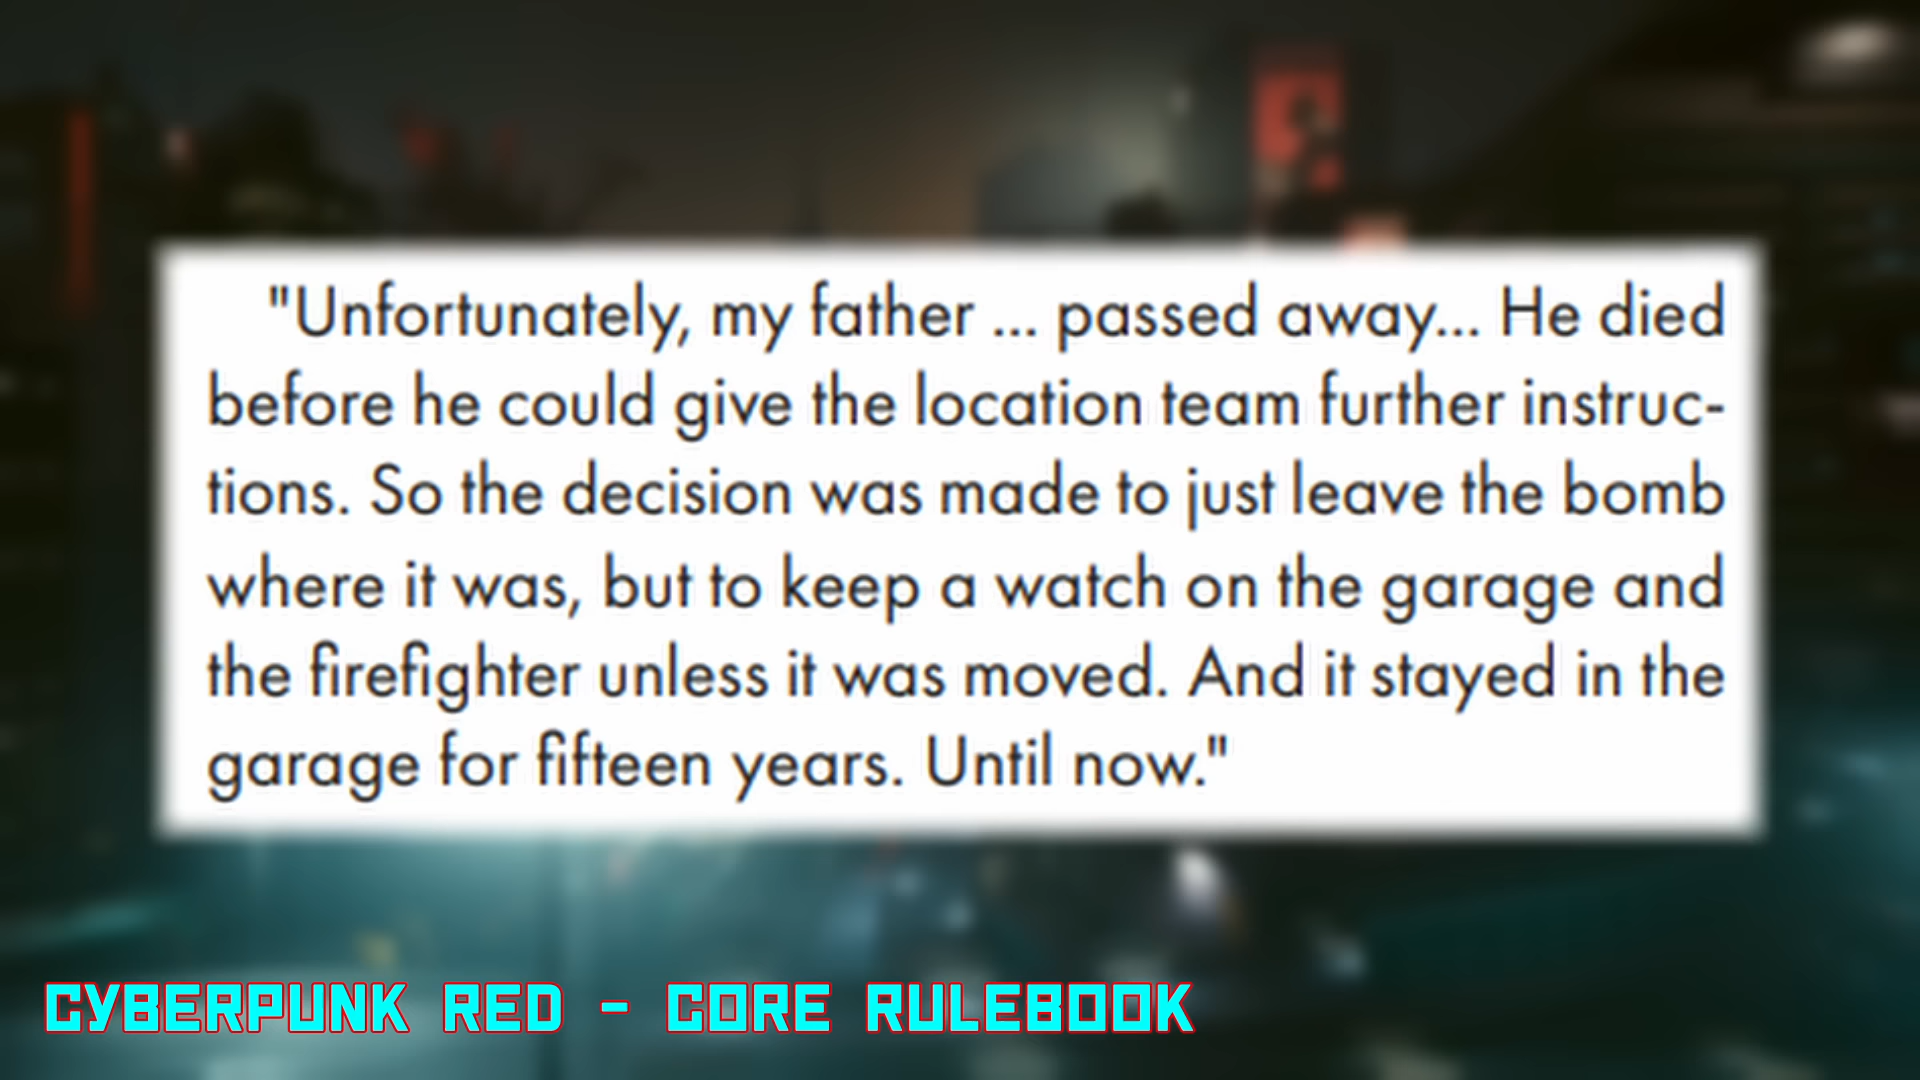 "Unfortunately, my father ... passed away... He died
before he could give the location team further instruc-
tions. So the decision was made to just leave the bomb
where it was, but to keep a watch on the garage and
the firefighter unless it was moved. And it stayed in the
garage for fifteen years. Until now."
CYBERPUNK RED - CORE RULEBOOK